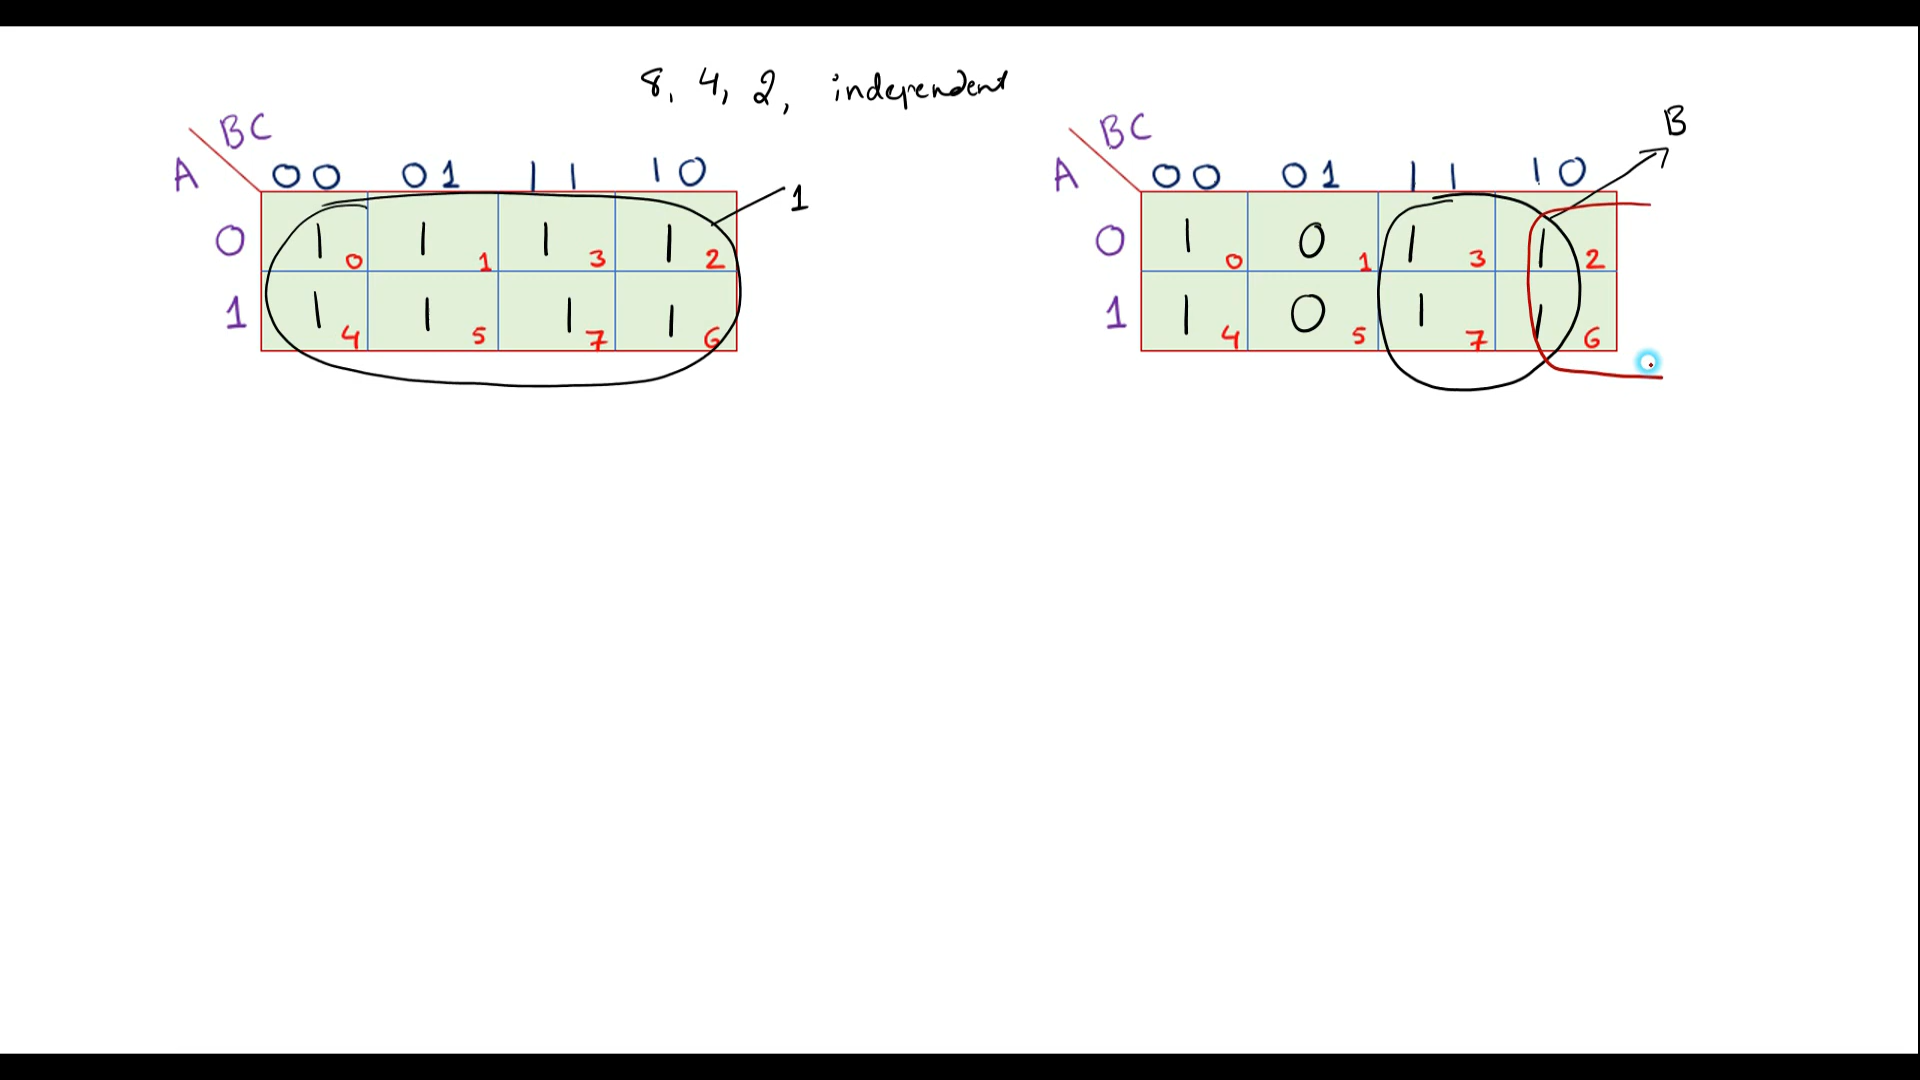 8, 4, 2, independent
BC
A
00 01 11 10
0 1 0 1 1 1 3 1 2
1 1 4 1 5 1 7 1 6
1
BC
A
00 01 11 10
0 1 0 0 1 1 3 1 2
1 1 4 0 5 1 7 1 6
B